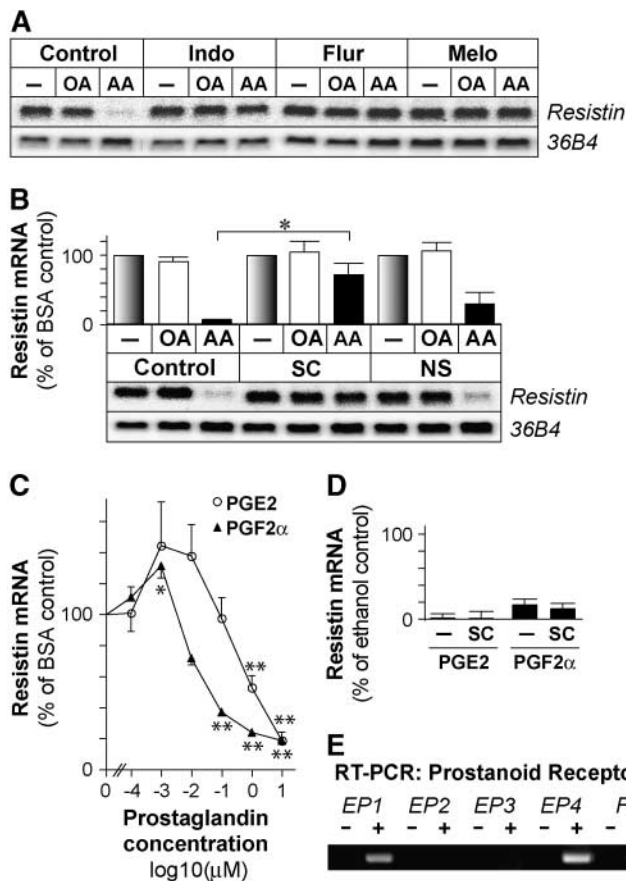 A
Control Indo Flur Melo
– OA AA – OA AA – OA AA – OA AA
Resistin
36B4
B
Resistin mRNA
(% of BSA control)
100
0
*
– OA AA – OA AA – OA AA
Control SC NS
Resistin
36B4
C
Resistin mRNA
(% of BSA control)
100
0
PGE2
PGF2α
*
**
**
**
**
**
0 -4 -3 -2 -1 0 1
Prostaglandin
concentration
log10(μM)
D
Resistin mRNA
(% of ethanol control)
100
0
– SC – SC
PGE2 PGF2α
E
RT-PCR: Prostanoid Recepto
EP1 EP2 EP3 EP4 F
– + – + – + – + –